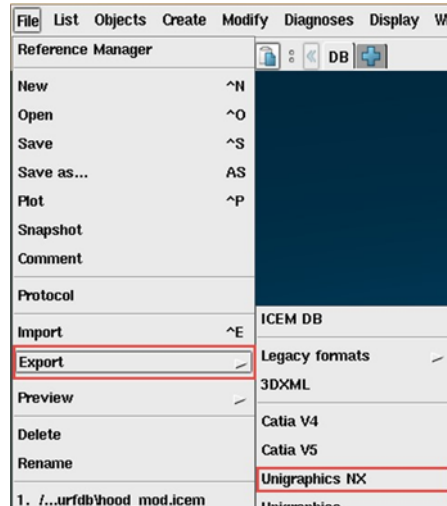 File List Objects Create Modify Diagnoses Display W
Reference Manager
DB
New ^N
Open ^O
Save ^S
Save as... AS
Plot ^P
Snapshot
Comment
Protocol
Import ^E
Export
Preview
Delete
Rename
1. /...urfdb\hood_mod.icem
ICEM DB
Legacy formats
3DXML
Catia V4
Catia V5
Unigraphics NX
Unigraphics